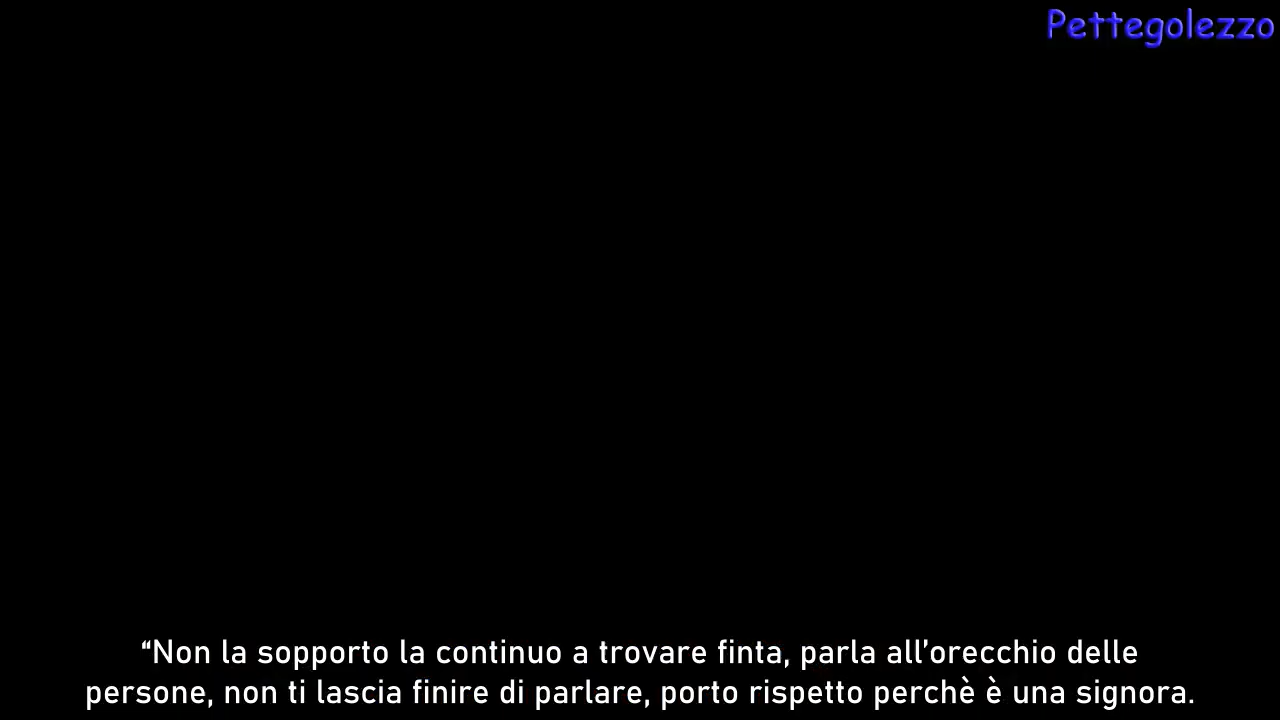 Pettegolezzo
“Non la sopporto la continuo a trovare finta, parla all’orecchio delle
persone, non ti lascia finire di parlare, porto rispetto perchè è una signora.